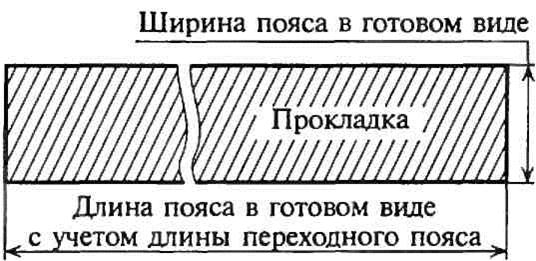 Ширина пояса в готовом виде
Прокладка
Длина пояса в готовом виде
с учетом длины переходного пояса